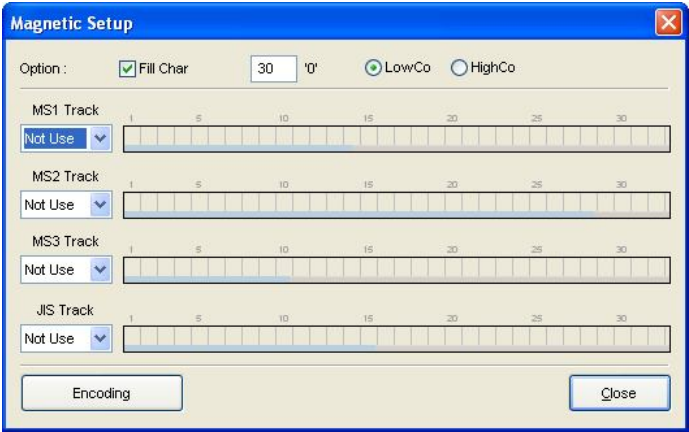 Magnetic Setup
Option : Fill Char 30 '0' LowCo HighCo
MS1 Track
1 5 10 15 20 25 30
Not Use
MS2 Track
1 5 10 15 20 25 30
Not Use
MS3 Track
1 5 10 15 20 25 30
Not Use
JIS Track
1 5 10 15 20 25 30
Not Use
Encoding Close